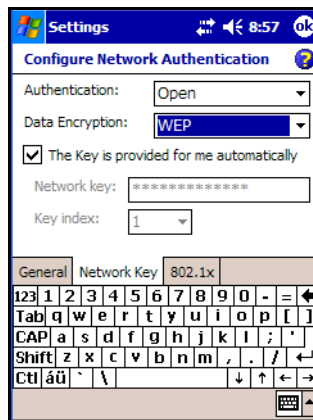 Settings 8:57 ok
Configure Network Authentication ?
Authentication: Open
Data Encryption: WEP
The Key is provided for me automatically
Network key: *************
Key index: 1
General Network Key 802.1x
123 1 2 3 4 5 6 7 8 9 0 - = 
Tab q w e r t y u i o p [ ]
CAP a s d f g h j k l ; '
Shift z x c v b n m , . / ↵
Ctl áü ` \ ↓ ↑ ← →